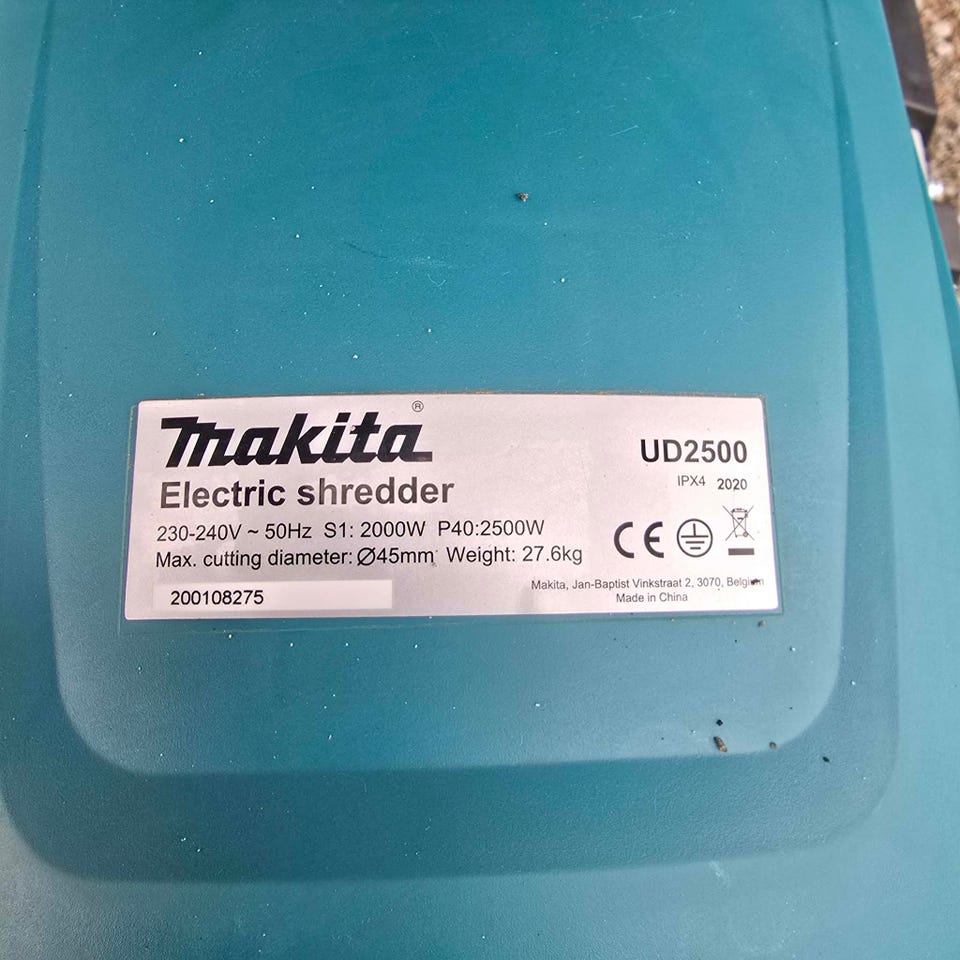 makita®
UD2500
Electric shredder
IPX4 2020
230-240V ~ 50Hz S1: 2000W P40:2500W
Max. cutting diameter: Ø45mm Weight: 27.6kg
CE
200108275
Makita, Jan-Baptist Vinkstraat 2, 3070, Belgium
Made in China